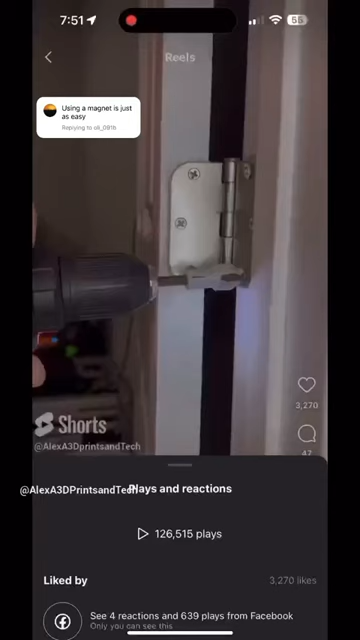 7:51
55
Reels
Using a magnet is just
as easy
Replying to oli_0918
3,270
42
Shorts
@AlexA3DprintsandTech
@AlexA3DprintsandTech
Plays and reactions
126,515 plays
Liked by
3,270 likes
See 4 reactions and 639 plays from Facebook
Only you can see this